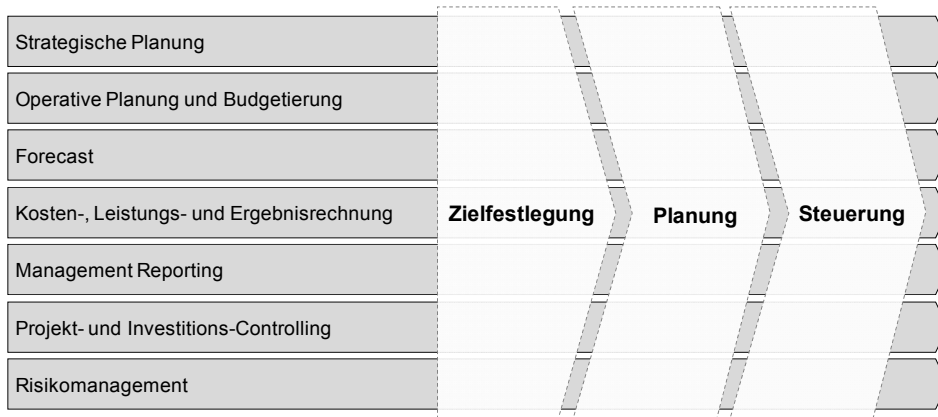 Strategische Planung
Operative Planung und Budgetierung
Forecast
Kosten-, Leistungs- und Ergebnisrechnung
Zielfestlegung
Planung
Steuerung
Management Reporting
Projekt- und Investitions-Controlling
Risikomanagement